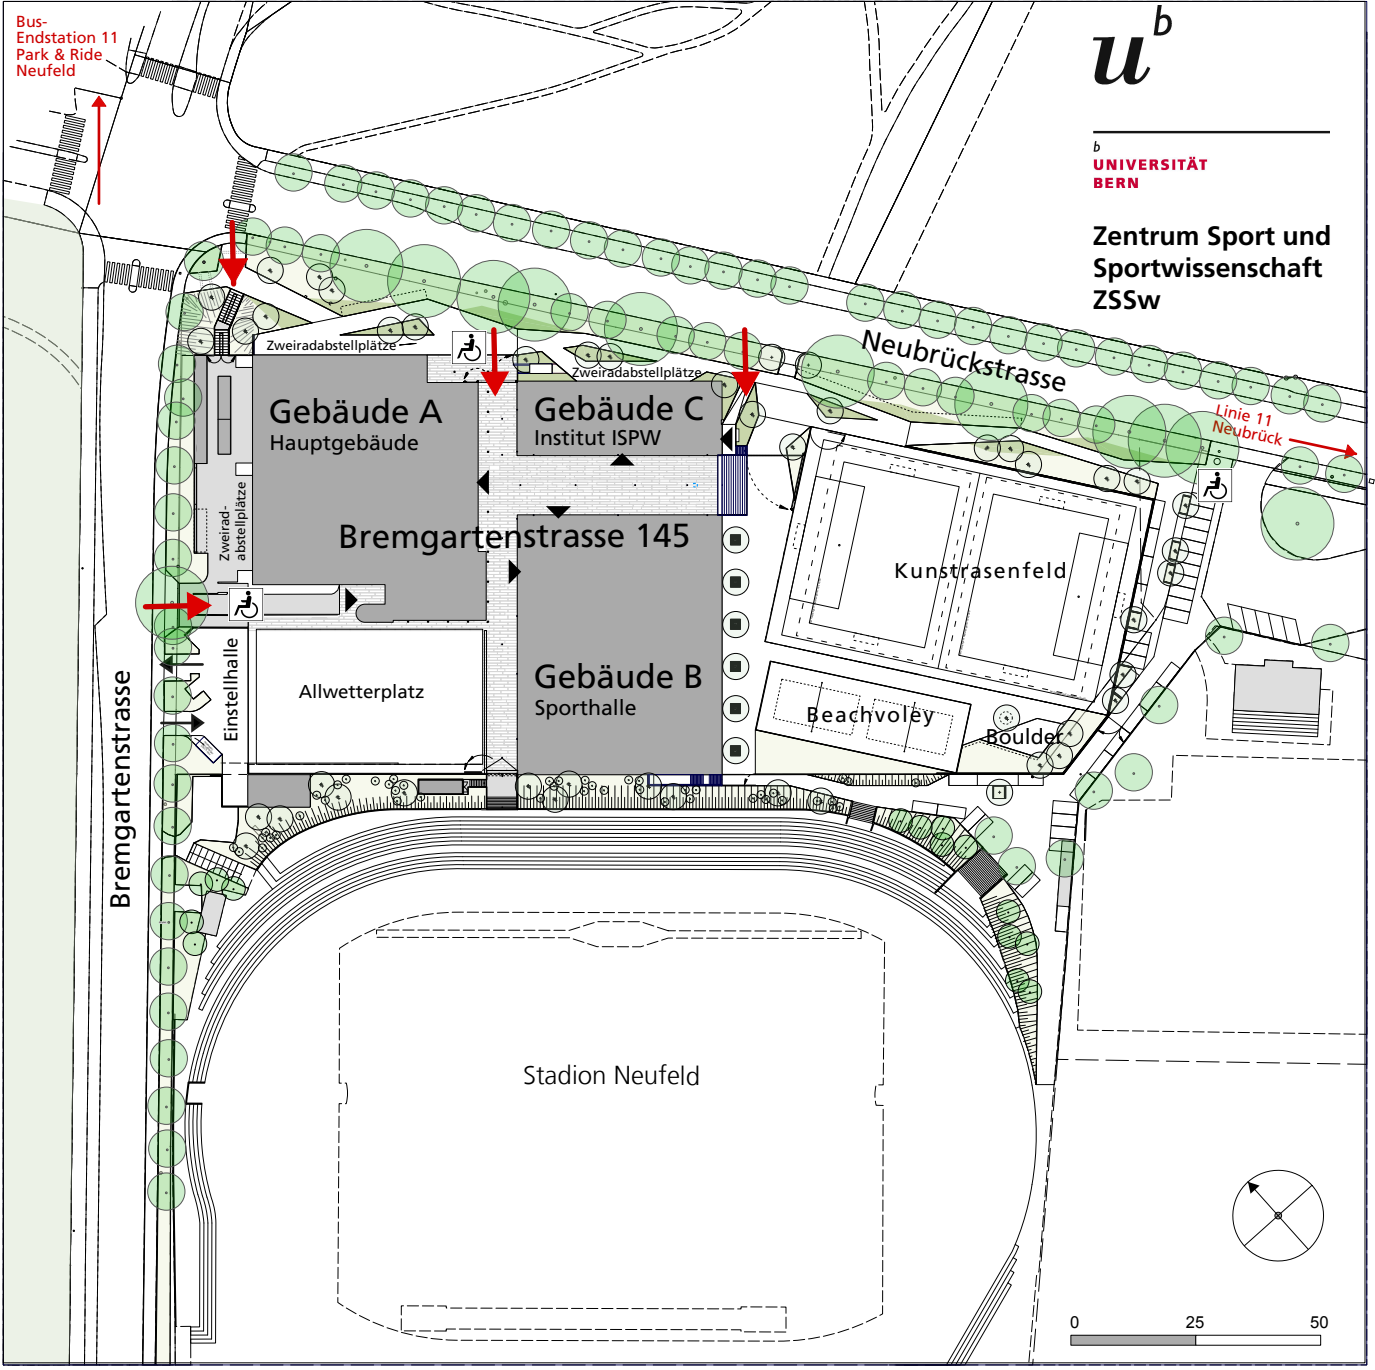 Bus-
Endstation 11
Park & Ride
Neufeld
u
b
b
UNIVERSITÄT
BERN
Zentrum Sport und
Sportwissenschaft
ZSSw
Neubrückstrasse
Linie 11
Neubrück
Zweiradabstellplätze
Zweiradabstellplätze
Gebäude A
Hauptgebäude
Gebäude C
Institut ISPW
Zweirad-
abstellplätze
Bremgartenstrasse 145
Kunstrasenfeld
Gebäude B
Sporthalle
Allwetterplatz
Einstellhalle
Bremgartenstrasse
Beachvoley
Boulder
Stadion Neufeld
0 25 50